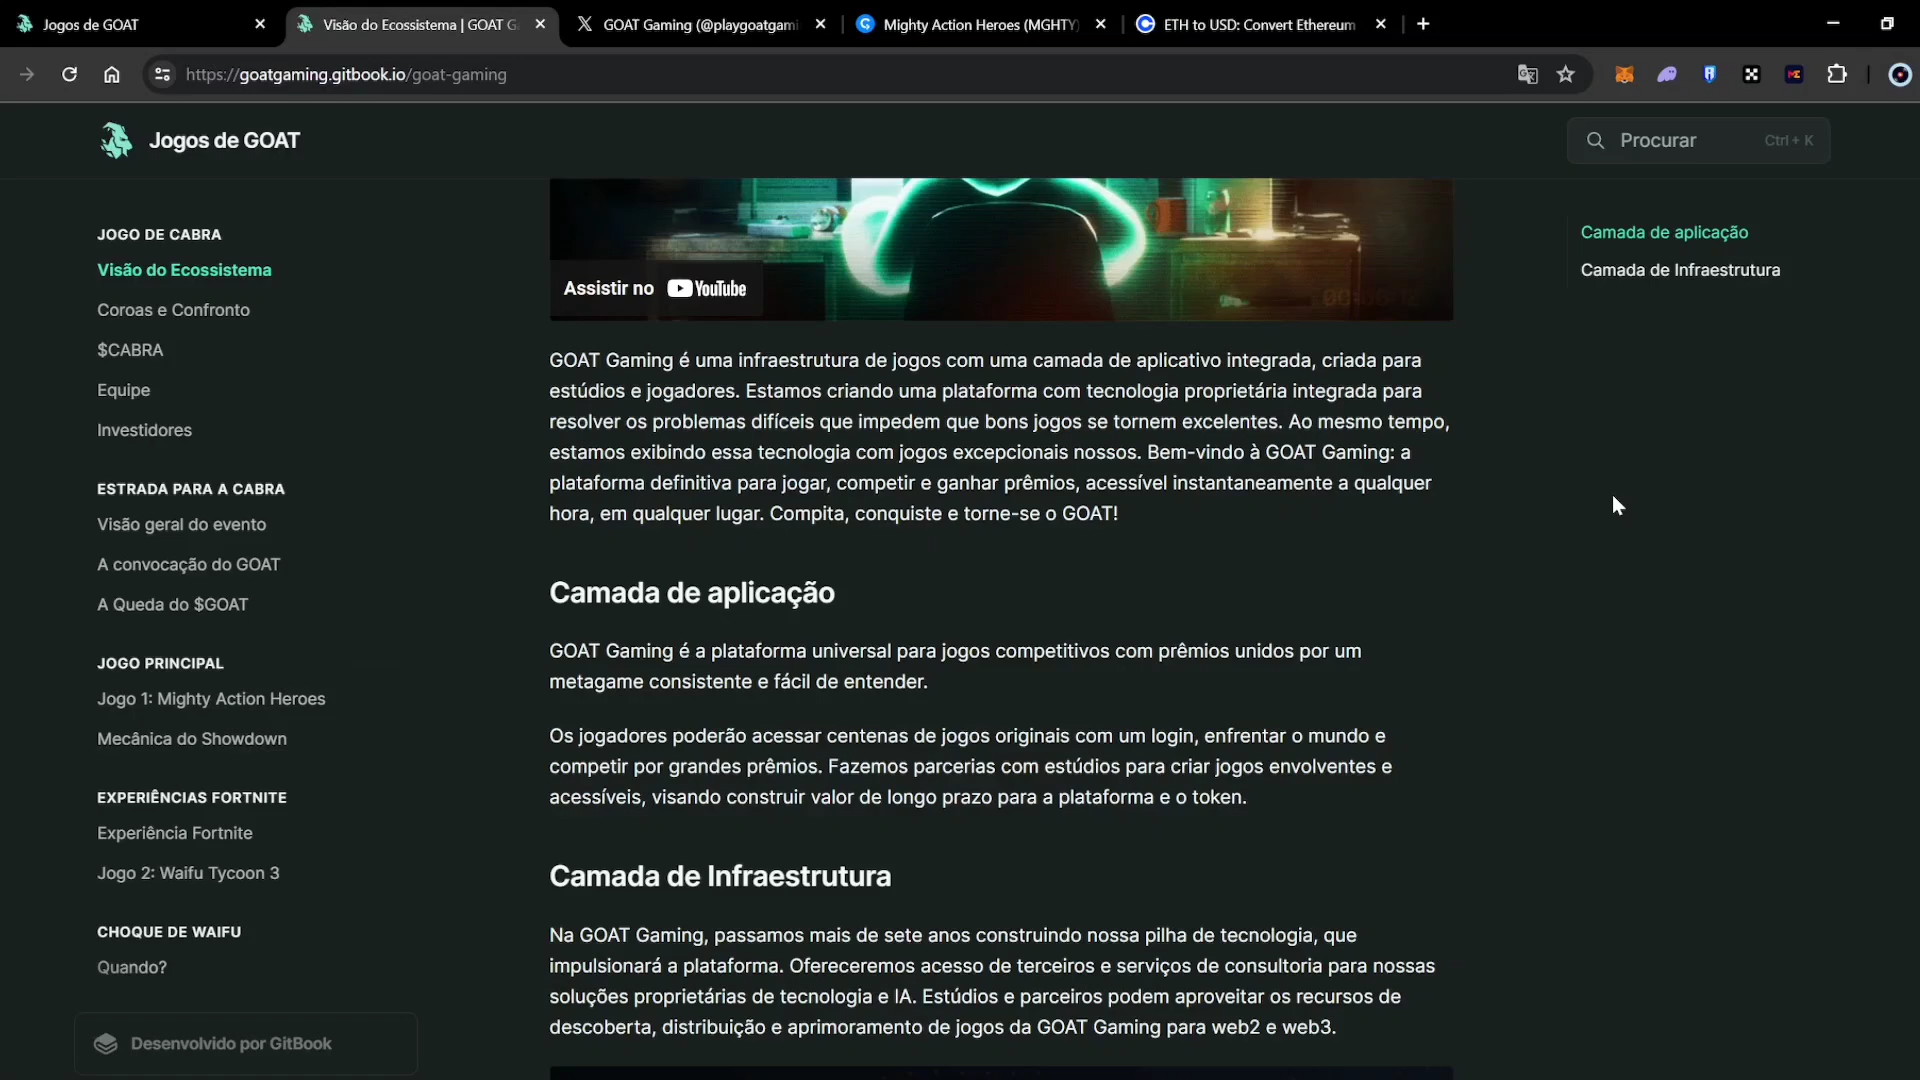 Jogos de GOAT
Visão do Ecossistema | GOAT G
GOAT Gaming (@playgoatgami
Mighty Action Heroes (MGHTY)
ETH to USD: Convert Ethereum
https://goatgaming.gitbook.io/goat-gaming
Jogos de GOAT
Procurar
Ctrl + K
JOGO DE CABRA
Visão do Ecossistema
Coroas e Confronto
$CABRA
Equipe
Investidores
ESTRADA PARA A CABRA
Visão geral do evento
A convocação do GOAT
A Queda do $GOAT
JOGO PRINCIPAL
Jogo 1: Mighty Action Heroes
Mecânica do Showdown
EXPERIÊNCIAS FORTNITE
Experiência Fortnite
Jogo 2: Waifu Tycoon 3
CHOQUE DE WAIFU
Quando?
Desenvolvido por GitBook
Assistir no YouTube
GOAT Gaming é uma infraestrutura de jogos com uma camada de aplicativo integrada, criada para
estúdios e jogadores. Estamos criando uma plataforma com tecnologia proprietária integrada para
resolver os problemas difíceis que impedem que bons jogos se tornem excelentes. Ao mesmo tempo,
estamos exibindo essa tecnologia com jogos excepcionais nossos. Bem-vindo à GOAT Gaming: a
plataforma definitiva para jogar, competir e ganhar prêmios, acessível instantaneamente a qualquer
hora, em qualquer lugar. Compita, conquiste e torne-se o GOAT!
Camada de aplicação
GOAT Gaming é a plataforma universal para jogos competitivos com prêmios unidos por um
metagame consistente e fácil de entender.
Os jogadores poderão acessar centenas de jogos originais com um login, enfrentar o mundo e
competir por grandes prêmios. Fazemos parcerias com estúdios para criar jogos envolventes e
acessíveis, visando construir valor de longo prazo para a plataforma e o token.
Camada de Infraestrutura
Na GOAT Gaming, passamos mais de sete anos construindo nossa pilha de tecnologia, que
impulsionará a plataforma. Ofereceremos acesso de terceiros e serviços de consultoria para nossas
soluções proprietárias de tecnologia e IA. Estúdios e parceiros podem aproveitar os recursos de
descoberta, distribuição e aprimoramento de jogos da GOAT Gaming para web2 e web3.
Camada de aplicação
Camada de Infraestrutura